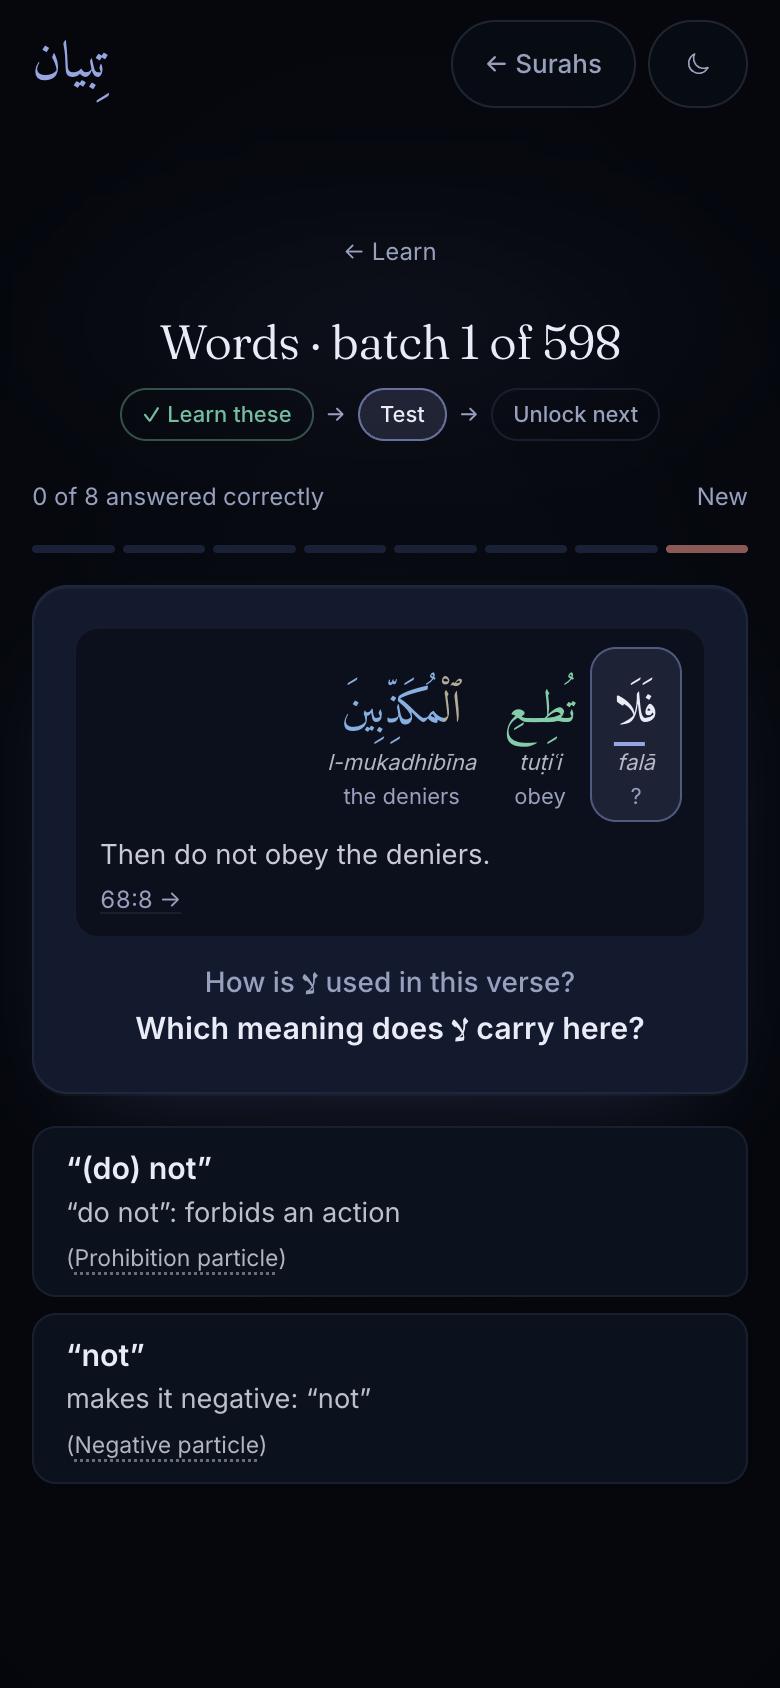 تِبيان
← Surahs
← Learn
Words · batch 1 of 598
✓ Learn these → Test → Unlock next
0 of 8 answered correctly New
فَلَا تُطِعِ ٱلْمُكَذِّبِينَ
l-mukadhibīna tuṭiʿi falā
the deniers obey ?
Then do not obey the deniers.
68:8 →
How is لا used in this verse?
Which meaning does لا carry here?
“(do) not”
“do not”: forbids an action
(Prohibition particle)
“not”
makes it negative: “not”
(Negative particle)